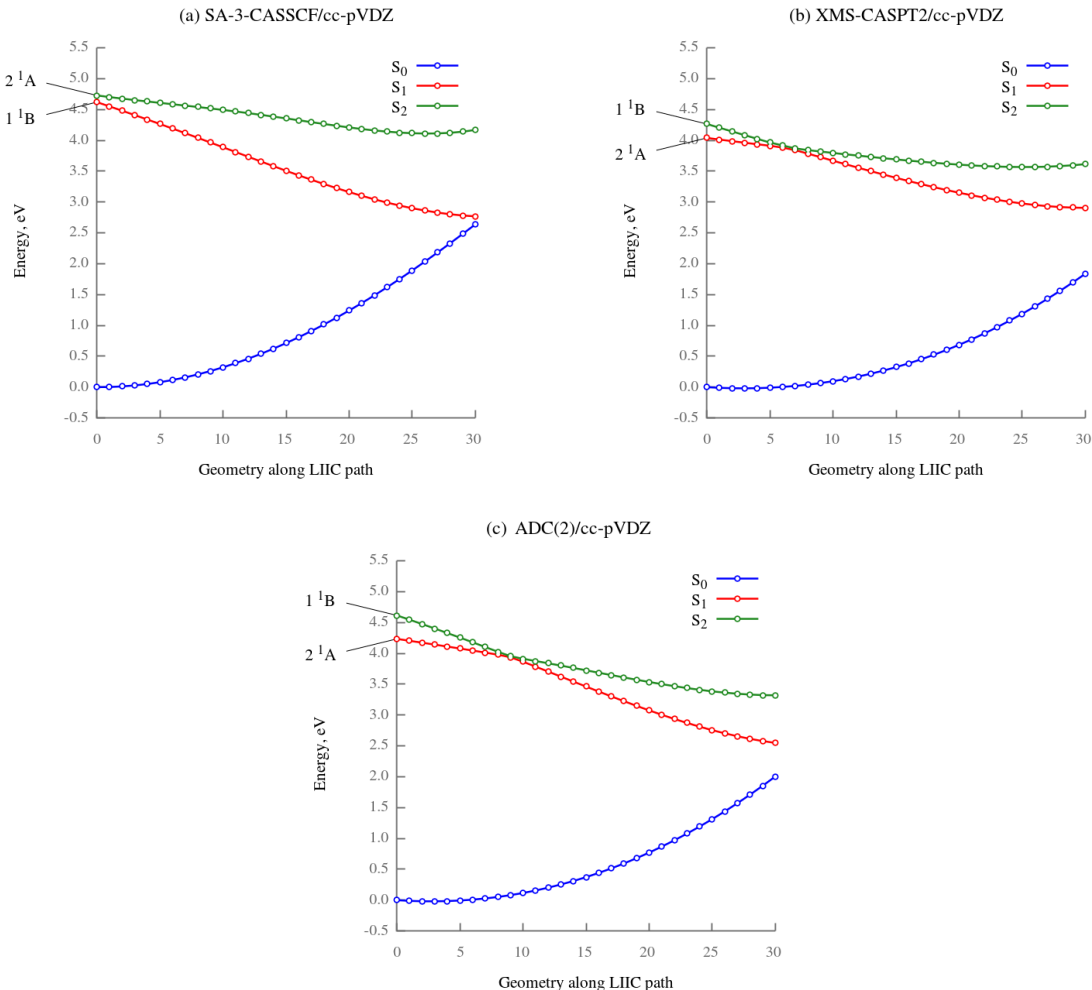 (a) SA-3-CASSCF/cc-pVDZ
5.5
5.0
4.5
4.0
3.5
3.0
2.5
2.0
1.5
1.0
0.5
0.0
-0.5
2 ¹A
1 ¹B
S₀
S₁
S₂
Energy, eV
0 5 10 15 20 25 30
Geometry along LIIC path
(b) XMS-CASPT2/cc-pVDZ
5.5
5.0
4.5
4.0
3.5
3.0
2.5
2.0
1.5
1.0
0.5
0.0
-0.5
1 ¹B
2 ¹A
S₀
S₁
S₂
Energy, eV
0 5 10 15 20 25 30
Geometry along LIIC path
(c) ADC(2)/cc-pVDZ
5.5
5.0
4.5
4.0
3.5
3.0
2.5
2.0
1.5
1.0
0.5
0.0
-0.5
1 ¹B
2 ¹A
S₀
S₁
S₂
Energy, eV
0 5 10 15 20 25 30
Geometry along LIIC path